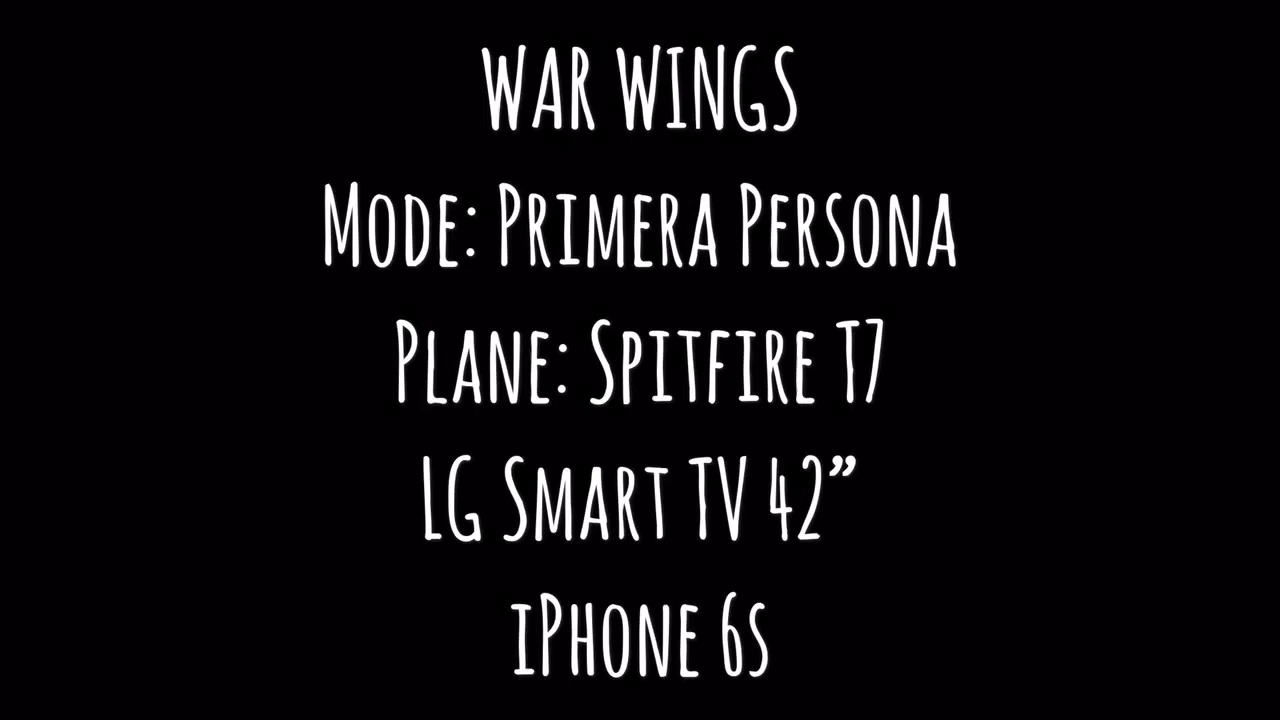 WAR WINGS
Mode: Primera Persona
Plane: Spitfire T7
LG Smart TV 42”
iPhone 6s